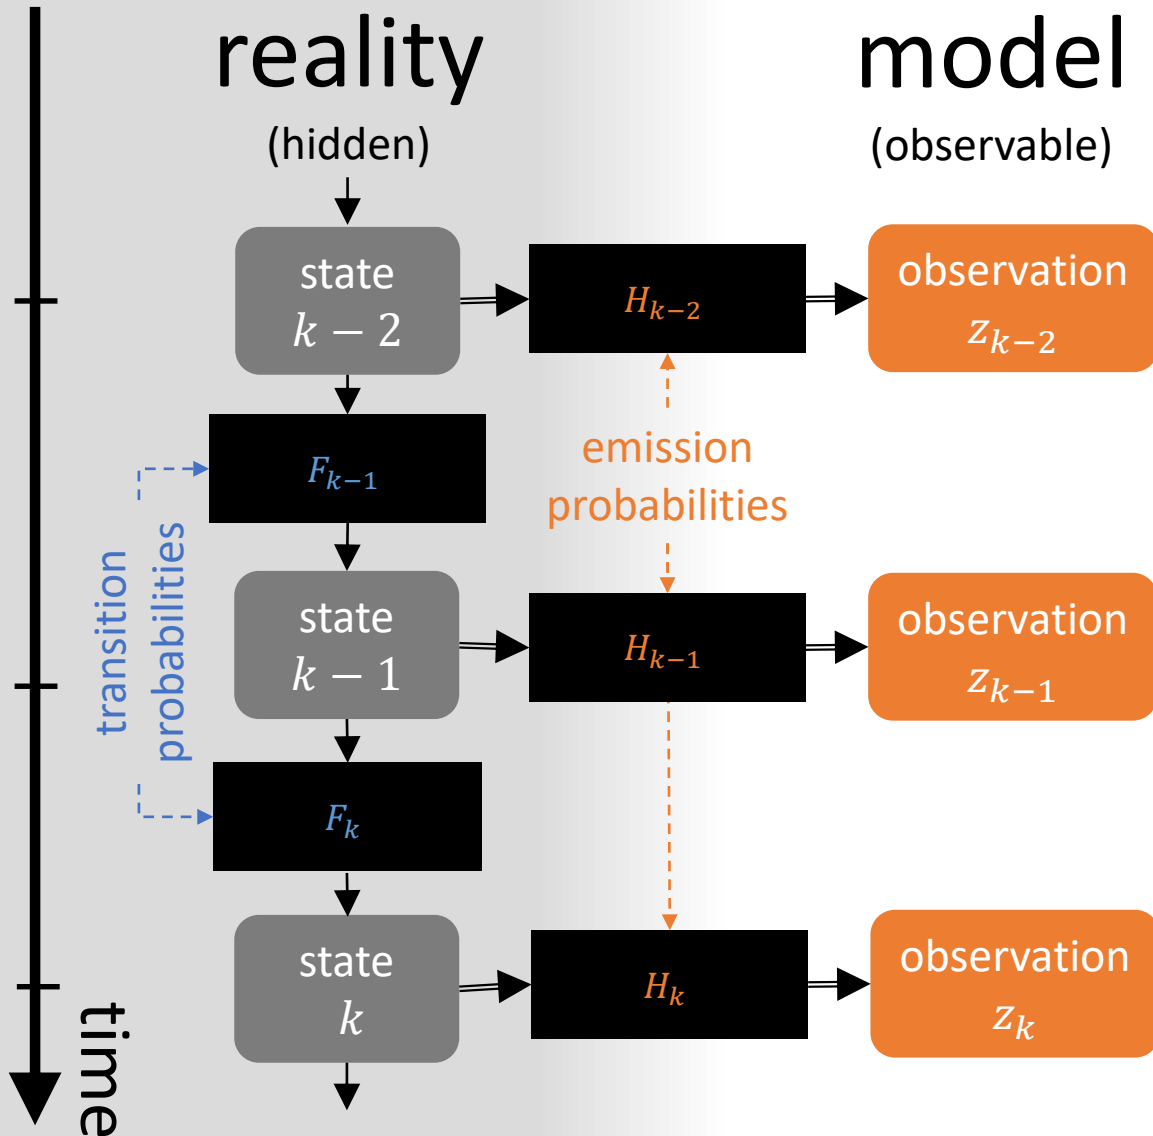 reality
model
(hidden)
(observable)
state
k − 2
H_{k−2}
observation
z_{k−2}
F_{k−1}
emission
probabilities
transition
probabilities
state
k − 1
H_{k−1}
observation
z_{k−1}
F_k
state
k
H_k
observation
z_k
time